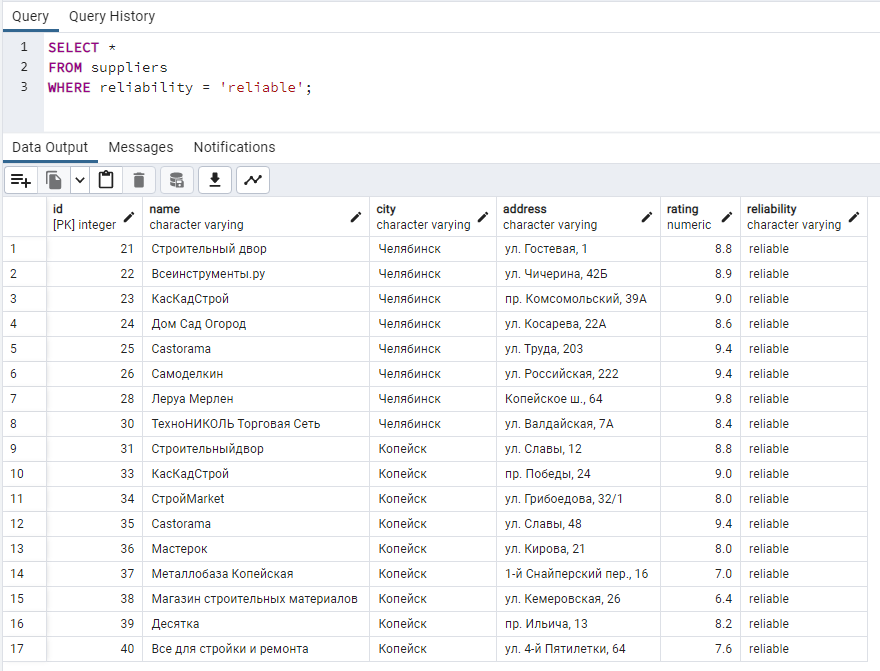 Query Query History
1 SELECT *
2 FROM suppliers
3 WHERE reliability = 'reliable';
Data Output Messages Notifications
id name city address rating reliability
[PK] integer character varying character varying character varying numeric character varying
1 21 Строительный двор Челябинск ул. Гостевая, 1 8.8 reliable
2 22 Всеинструменты.ру Челябинск ул. Чичерина, 42Б 8.9 reliable
3 23 КасКадСтрой Челябинск пр. Комсомольский, 39А 9.0 reliable
4 24 Дом Сад Огород Челябинск ул. Косарева, 22А 8.6 reliable
5 25 Castorama Челябинск ул. Труда, 203 9.4 reliable
6 26 Самоделкин Челябинск ул. Российская, 222 9.4 reliable
7 28 Леруа Мерлен Челябинск Копейское ш., 64 9.8 reliable
8 30 ТехноНИКОЛЬ Торговая Сеть Челябинск ул. Валдайская, 7А 8.4 reliable
9 31 Строительныйдвор Копейск ул. Славы, 12 8.8 reliable
10 33 КасКадСтрой Копейск пр. Победы, 24 9.0 reliable
11 34 СтройMarket Копейск ул. Грибоедова, 32/1 8.0 reliable
12 35 Castorama Копейск ул. Славы, 48 9.4 reliable
13 36 Мастерок Копейск ул. Кирова, 21 8.0 reliable
14 37 Металлобаза Копейская Копейск 1-й Снайперский пер., 16 7.0 reliable
15 38 Магазин строительных материалов Копейск ул. Кемеровская, 26 6.4 reliable
16 39 Десятка Копейск пр. Ильича, 13 8.2 reliable
17 40 Все для стройки и ремонта Копейск ул. 4-й Пятилетки, 64 7.6 reliable